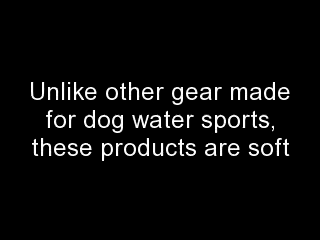 Unlike other gear made
for dog water sports,
these products are soft